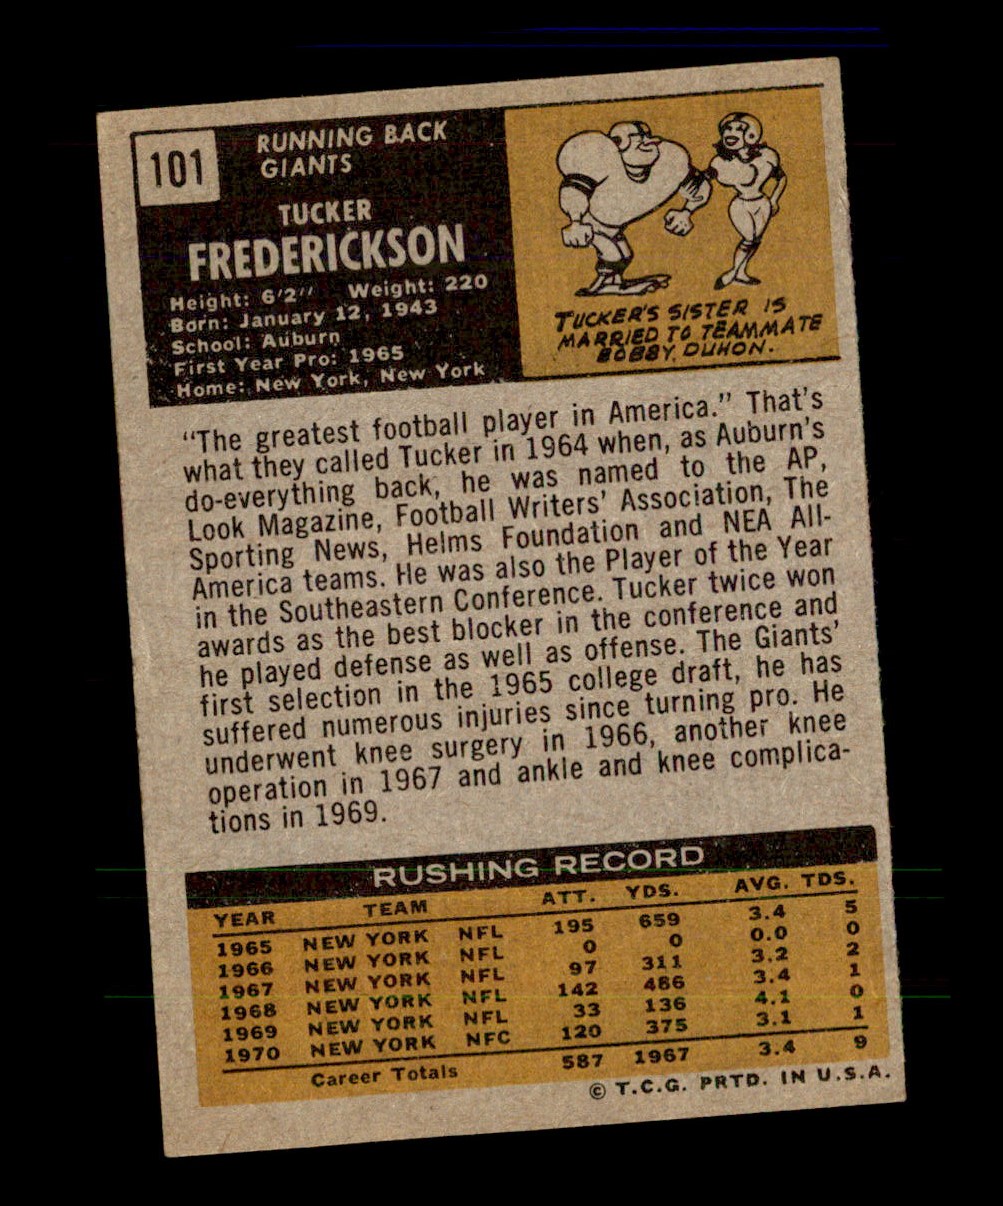 101
RUNNING BACK
GIANTS
TUCKER
FREDERICKSON
Height: 6'2" Weight: 220
Born: January 12, 1943
School: Auburn
First Year Pro: 1965
Home: New York, New York
TUCKER'S SISTER IS
MARRIED TO TEAMMATE
BOBBY DUHON.
"The greatest football player in America." That's
what they called Tucker in 1964 when, as Auburn's
do-everything back, he was named to the AP,
Look Magazine, Football Writers' Association, The
Sporting News, Helms Foundation and NEA All-
America teams. He was also the Player of the Year
in the Southeastern Conference. Tucker twice won
awards as the best blocker in the conference and
he played defense as well as offense. The Giants'
first selection in the 1965 college draft, he has
suffered numerous injuries since turning pro. He
underwent knee surgery in 1966, another knee
operation in 1967 and ankle and knee complica-
tions in 1969.
RUSHING RECORD
YEAR TEAM ATT. YDS. AVG. TDS.
1965 NEW YORK NFL 195 659 3.4 5
1966 NEW YORK NFL 0 0 0.0 0
1967 NEW YORK NFL 97 311 3.2 2
1968 NEW YORK NFL 142 486 3.4 1
1969 NEW YORK NFL 33 136 4.1 0
1970 NEW YORK NFC 120 375 3.1 1
Career Totals 587 1967 3.4 9
© T.C.G. PRTD. IN U.S.A.